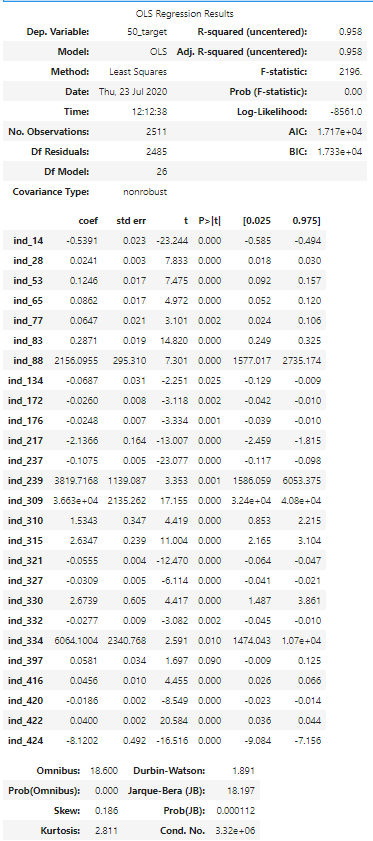 OLS Regression Results
Dep. Variable: 50_target R-squared (uncentered): 0.958
Model: OLS Adj. R-squared (uncentered): 0.958
Method: Least Squares F-statistic: 2196.
Date: Thu, 23 Jul 2020 Prob (F-statistic): 0.00
Time: 12:12:38 Log-Likelihood: -8561.0
No. Observations: 2511 AIC: 1.717e+04
Df Residuals: 2485 BIC: 1.733e+04
Df Model: 26
Covariance Type: nonrobust
coef std err t P>|t| [0.025 0.975]
ind_14 -0.5391 0.023 -23.244 0.000 -0.585 -0.494
ind_28 0.0241 0.003 7.833 0.000 0.018 0.030
ind_53 0.1246 0.017 7.475 0.000 0.092 0.157
ind_65 0.0862 0.017 4.972 0.000 0.052 0.120
ind_77 0.0647 0.021 3.101 0.002 0.024 0.106
ind_83 0.2871 0.019 14.820 0.000 0.249 0.325
ind_88 2156.0955 295.310 7.301 0.000 1577.017 2735.174
ind_134 -0.0687 0.031 -2.251 0.025 -0.129 -0.009
ind_172 -0.0260 0.008 -3.118 0.002 -0.042 -0.010
ind_176 -0.0248 0.007 -3.334 0.001 -0.039 -0.010
ind_217 -2.1366 0.164 -13.007 0.000 -2.459 -1.815
ind_237 -0.1075 0.005 -23.077 0.000 -0.117 -0.098
ind_239 3819.7168 1139.087 3.353 0.001 1586.059 6053.375
ind_309 3.663e+04 2135.262 17.155 0.000 3.24e+04 4.08e+04
ind_310 1.5343 0.347 4.419 0.000 0.853 2.215
ind_315 2.6347 0.239 11.004 0.000 2.165 3.104
ind_321 -0.0555 0.004 -12.470 0.000 -0.064 -0.047
ind_327 -0.0309 0.005 -6.114 0.000 -0.041 -0.021
ind_330 2.6739 0.605 4.417 0.000 1.487 3.861
ind_332 -0.0277 0.009 -3.082 0.002 -0.045 -0.010
ind_334 6064.1004 2340.768 2.591 0.010 1474.043 1.07e+04
ind_397 0.0581 0.034 1.697 0.090 -0.009 0.125
ind_416 0.0456 0.010 4.455 0.000 0.026 0.066
ind_420 -0.0186 0.002 -8.549 0.000 -0.023 -0.014
ind_422 0.0400 0.002 20.584 0.000 0.036 0.044
ind_424 -8.1202 0.492 -16.516 0.000 -9.084 -7.156
Omnibus: 18.600 Durbin-Watson: 1.891
Prob(Omnibus): 0.000 Jarque-Bera (JB): 18.197
Skew: 0.186 Prob(JB): 0.000112
Kurtosis: 2.811 Cond. No. 3.32e+06